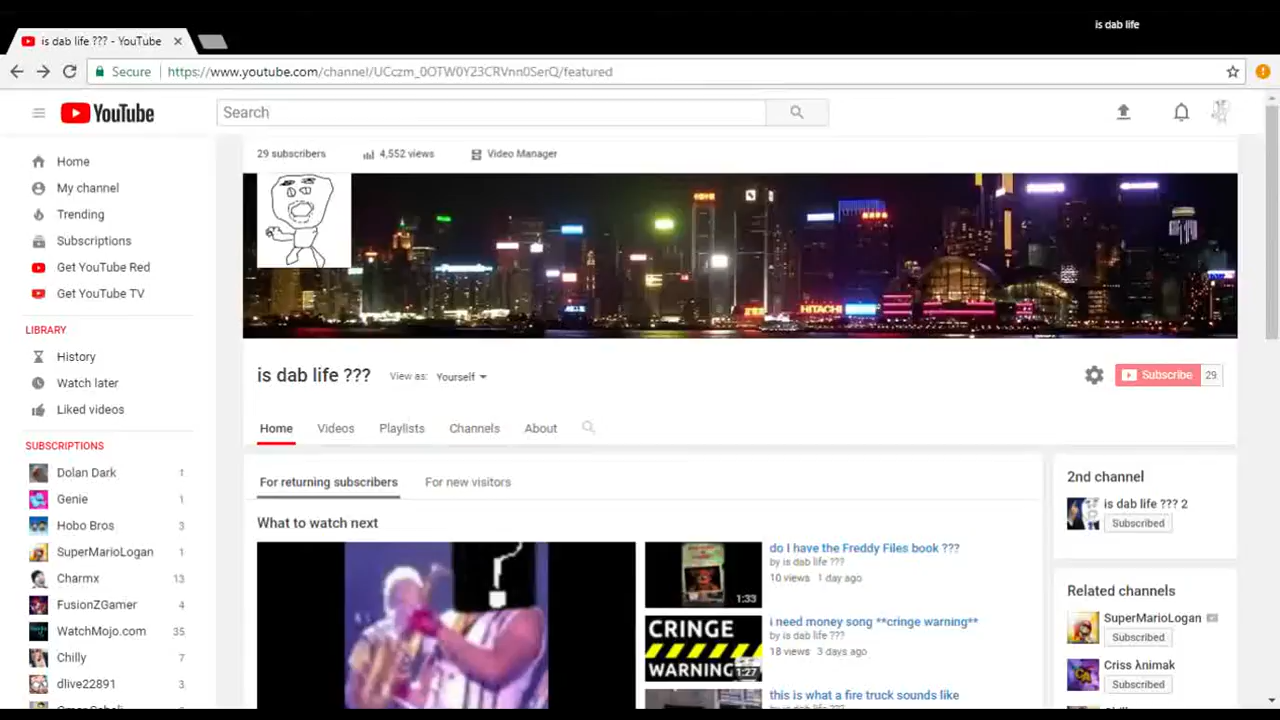 is dab life
is dab life ??? - YouTube
Secure
https://www.youtube.com/channel/UCczm_0OTW0Y23CRVnn0SerQ/featured
YouTube
Search
29 subscribers
4,552 views
Video Manager
Home
My channel
Trending
Subscriptions
Get YouTube Red
Get YouTube TV
LIBRARY
History
Watch later
Liked videos
SUBSCRIPTIONS
Dolan Dark 1
Genie 1
Hobo Bros 3
SuperMarioLogan 1
Charmx 13
FusionZGamer 4
WatchMojo.com 35
Chilly 7
dlive22891 3
HITACHI
is dab life ???
View as: Yourself
Subscribe 29
Home Videos Playlists Channels About
For returning subscribers
For new visitors
What to watch next
1:33
do I have the Freddy Files book ???
by is dab life ???
10 views 1 day ago
CRINGE
WARNING
1:27
i need money song **cringe warning**
by is dab life ???
18 views 3 days ago
this is what a fire truck sounds like
2nd channel
is dab life ??? 2
Subscribed
Related channels
SuperMarioLogan
Subscribed
Criss λnimak
Subscribed